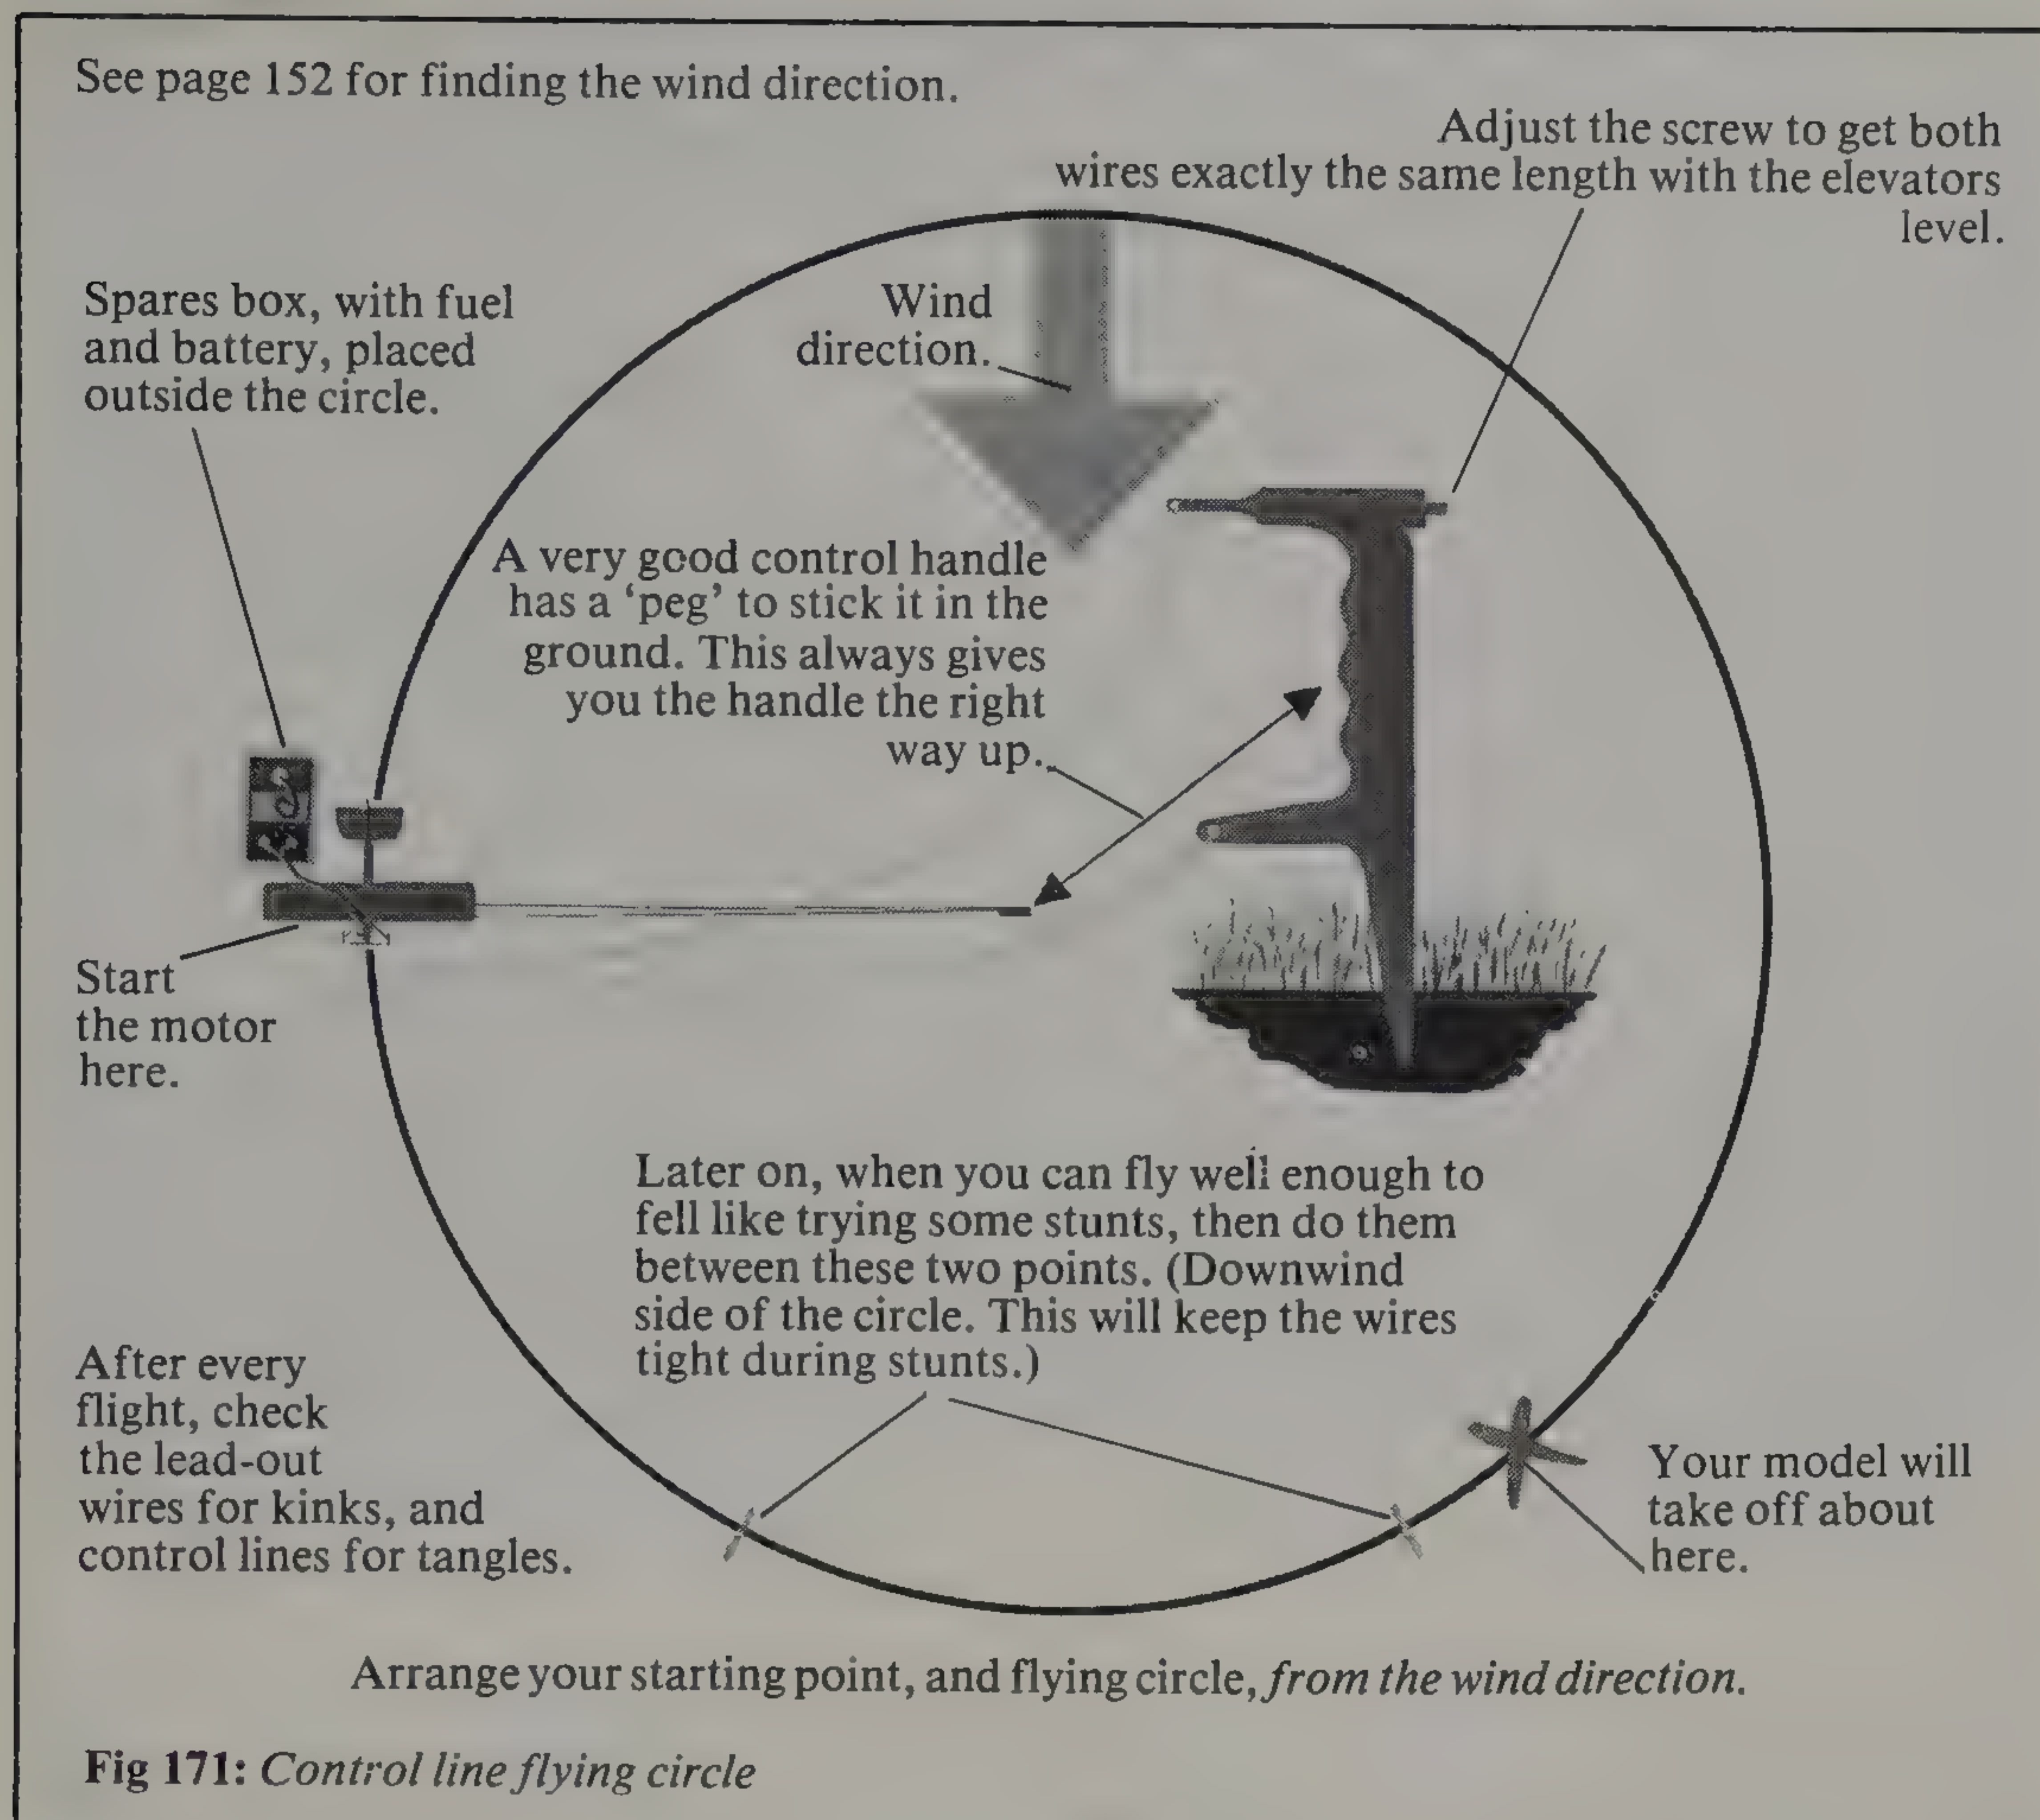 See page 152 for finding the wind direction.
Adjust the screw to get both
wires exactly the same length with the elevators
level.
Spares box, with fuel
and battery, placed
outside the circle.
Wind
direction.
A very good control handle
has a ‘peg’ to stick it in the
ground. This always gives
you the handle the right
way up.
Start
the motor
here.
Later on, when you can fly well enough to
fell like trying some stunts, then do them
between these two points. (Downwind
side of the circle. This will keep the wires
tight during stunts.)
After every
flight, check
the lead-out
wires for kinks, and
control lines for tangles.
Your model will
take off about
here.
Arrange your starting point, and flying circle, from the wind direction.
Fig 171: Control line flying circle